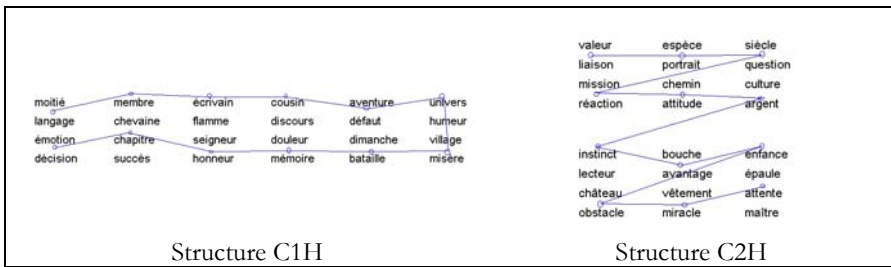 moitié membre écrivain cousin aventure univers
langage chevaine flamme discours défaut humeur
émotion chapitre seigneur douleur dimanche village
décision succès honneur mémoire bataille misère
Structure C1H
valeur espèce siècle
liaison portrait question
mission chemin culture
réaction attitude argent
instinct bouche enfance
lecteur avantage épaule
château vêtement attente
obstacle miracle maître
Structure C2H